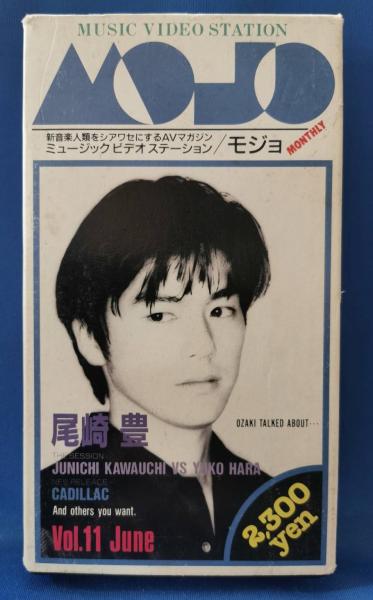 MUSIC VIDEO STATION
MOJO
新音楽人類をシアワセにするAVマガジン
ミュージック ビデオ ステーション/モジョ
MONTHLY
尾崎 豊
OZAKI TALKED ABOUT…
THE SESSION
JUNICHI KAWAUCHI VS YUKO HARA
NEW RELEACE
CADILLAC
And others you want.
Vol.11 June
2,300
yen